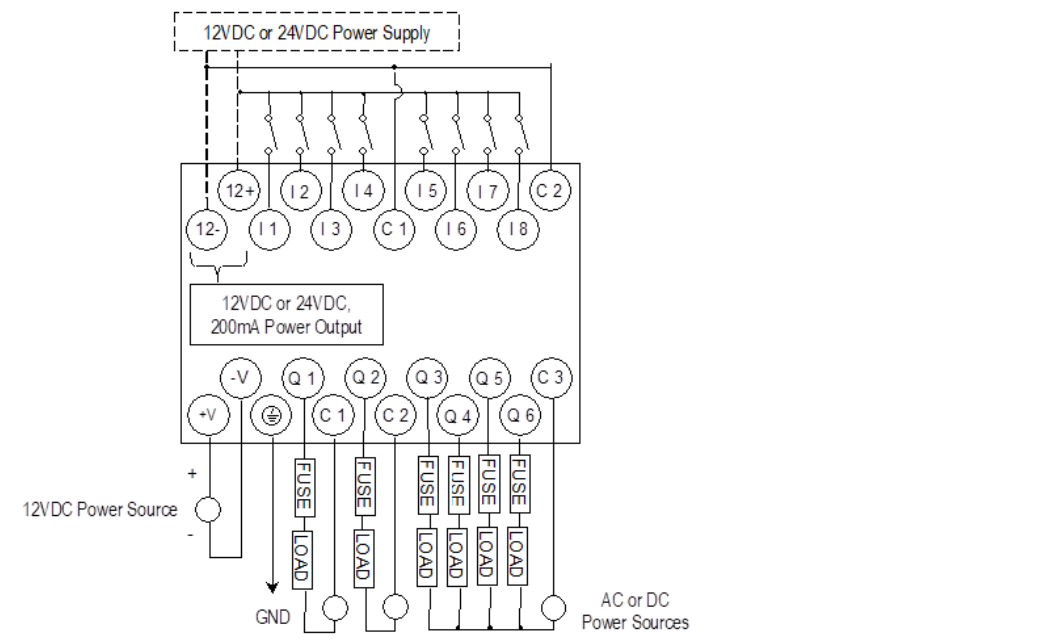 12VDC or 24VDC Power Supply
12+ I 2 I 4 I 5 I 7 C 2
12- I 1 I 3 C 1 I 6 I 8
12VDC or 24VDC,
200mA Power Output
-V Q 1 Q 2 Q 3 Q 5 C 3
+V C 1 C 2 Q 4 Q 6
+
12VDC Power Source
-
FUSE FUSE FUSE FUSE FUSE FUSE
LOAD LOAD LOAD LOAD LOAD LOAD
GND
AC or DC
Power Sources